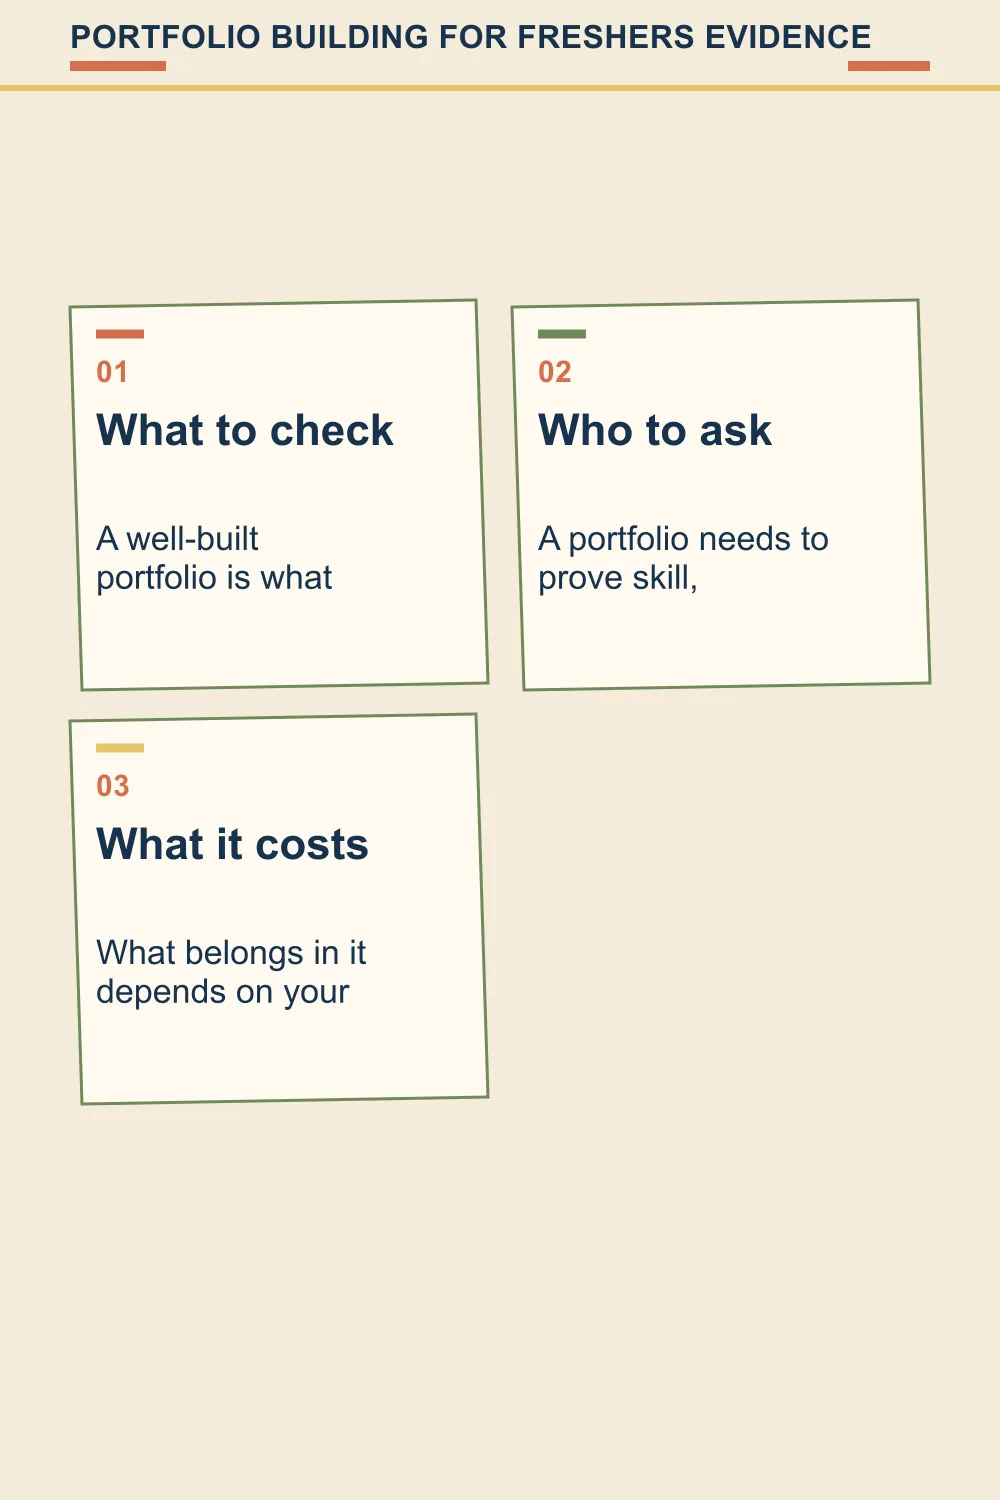 PORTFOLIO BUILDING FOR FRESHERS EVIDENCE
01
What to check
A well-built
portfolio is what
02
Who to ask
A portfolio needs to
prove skill,
03
What it costs
What belongs in it
depends on your